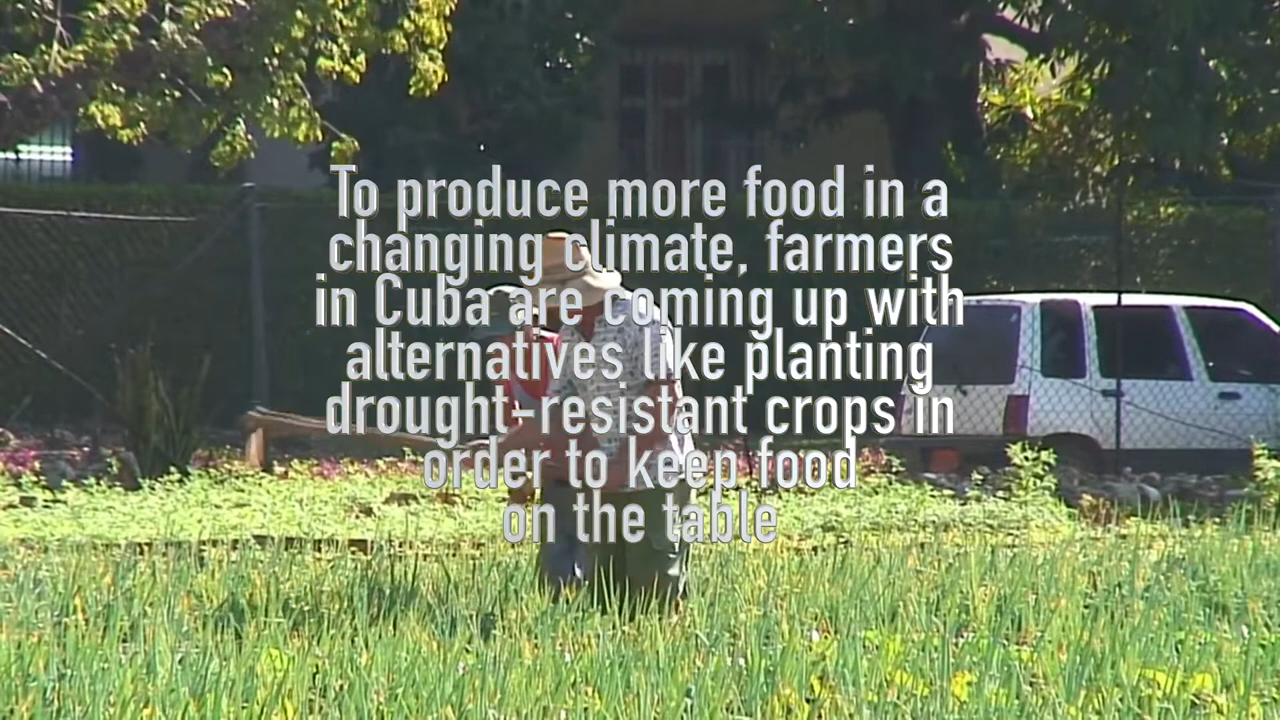 To produce more food in a
changing climate, farmers
in Cuba are coming up with
alternatives like planting
drought-resistant crops in
order to keep food
on the table